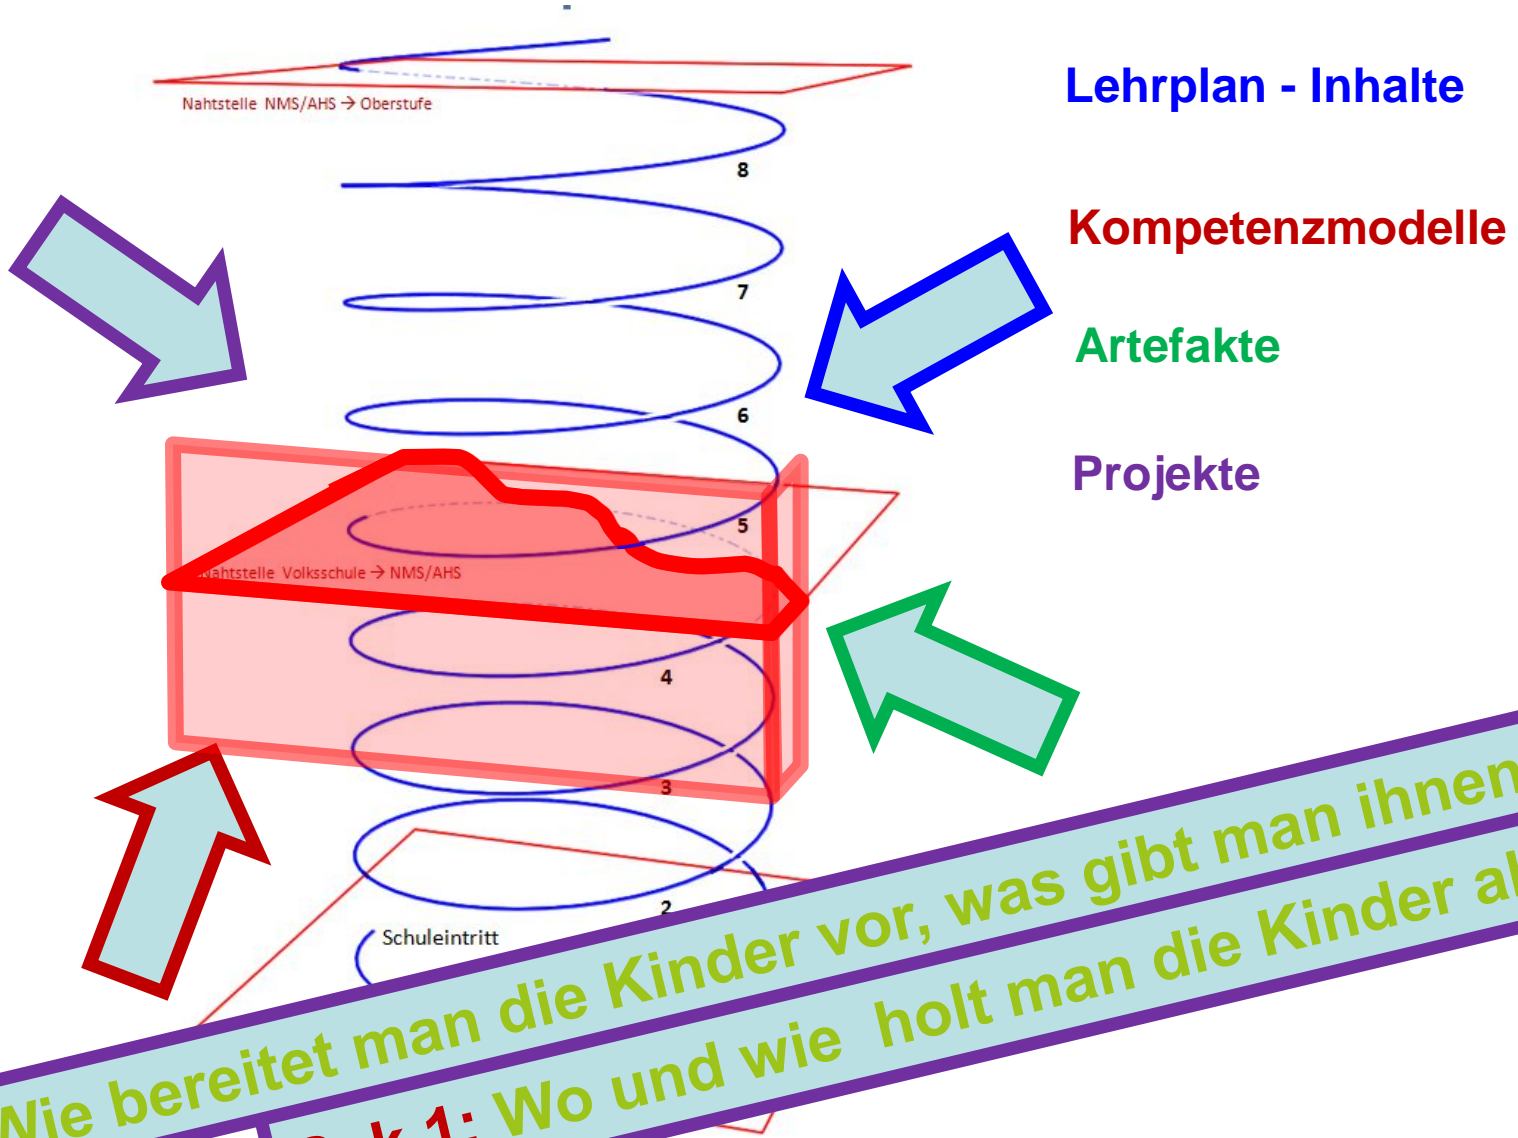 Lehrplan - Inhalte
Nahtstelle NMS/AHS → Oberstufe
8
Kompetenzmodelle
7
Artefakte
6
Projekte
5
Nahtstelle Volksschule → NMS/AHS
4
3
2
Schuleintritt
Wie bereitet man die Kinder vor, was gibt man ihnen
1: Wo und wie holt man die Kinder